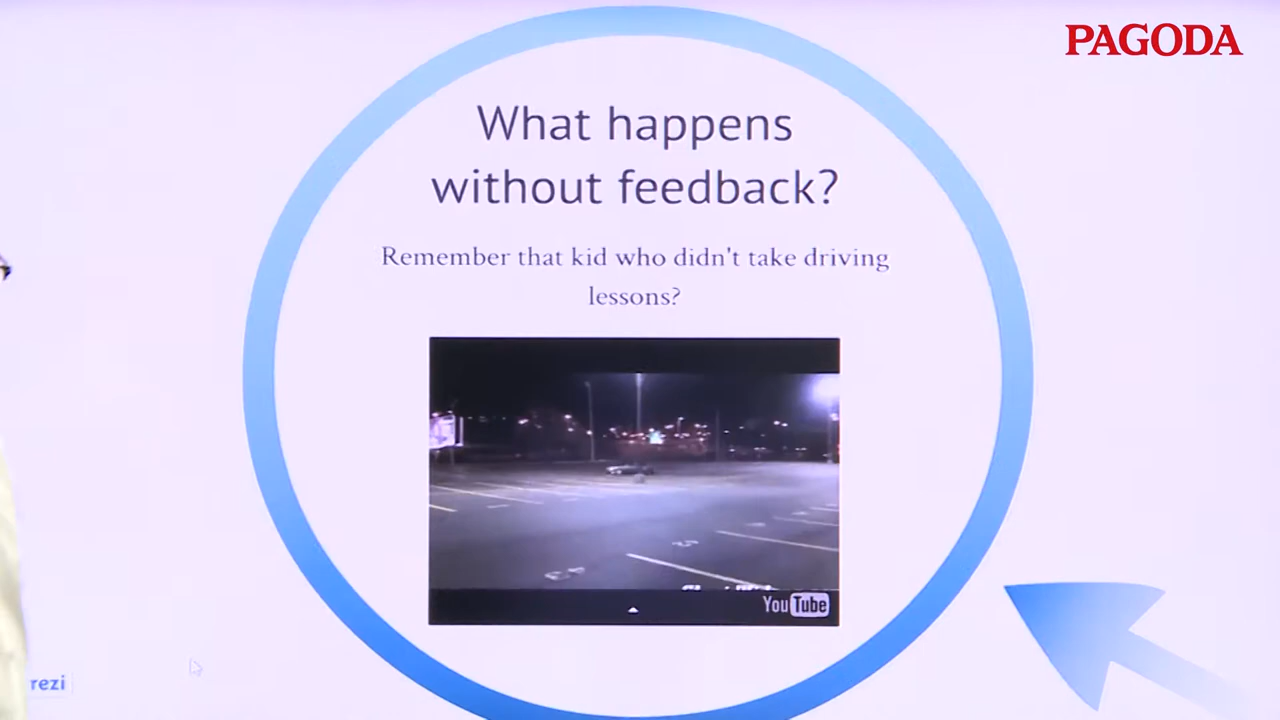 PAGODA
What happens
without feedback?
Remember that kid who didn't take driving
lessons?
YouTube
rezi